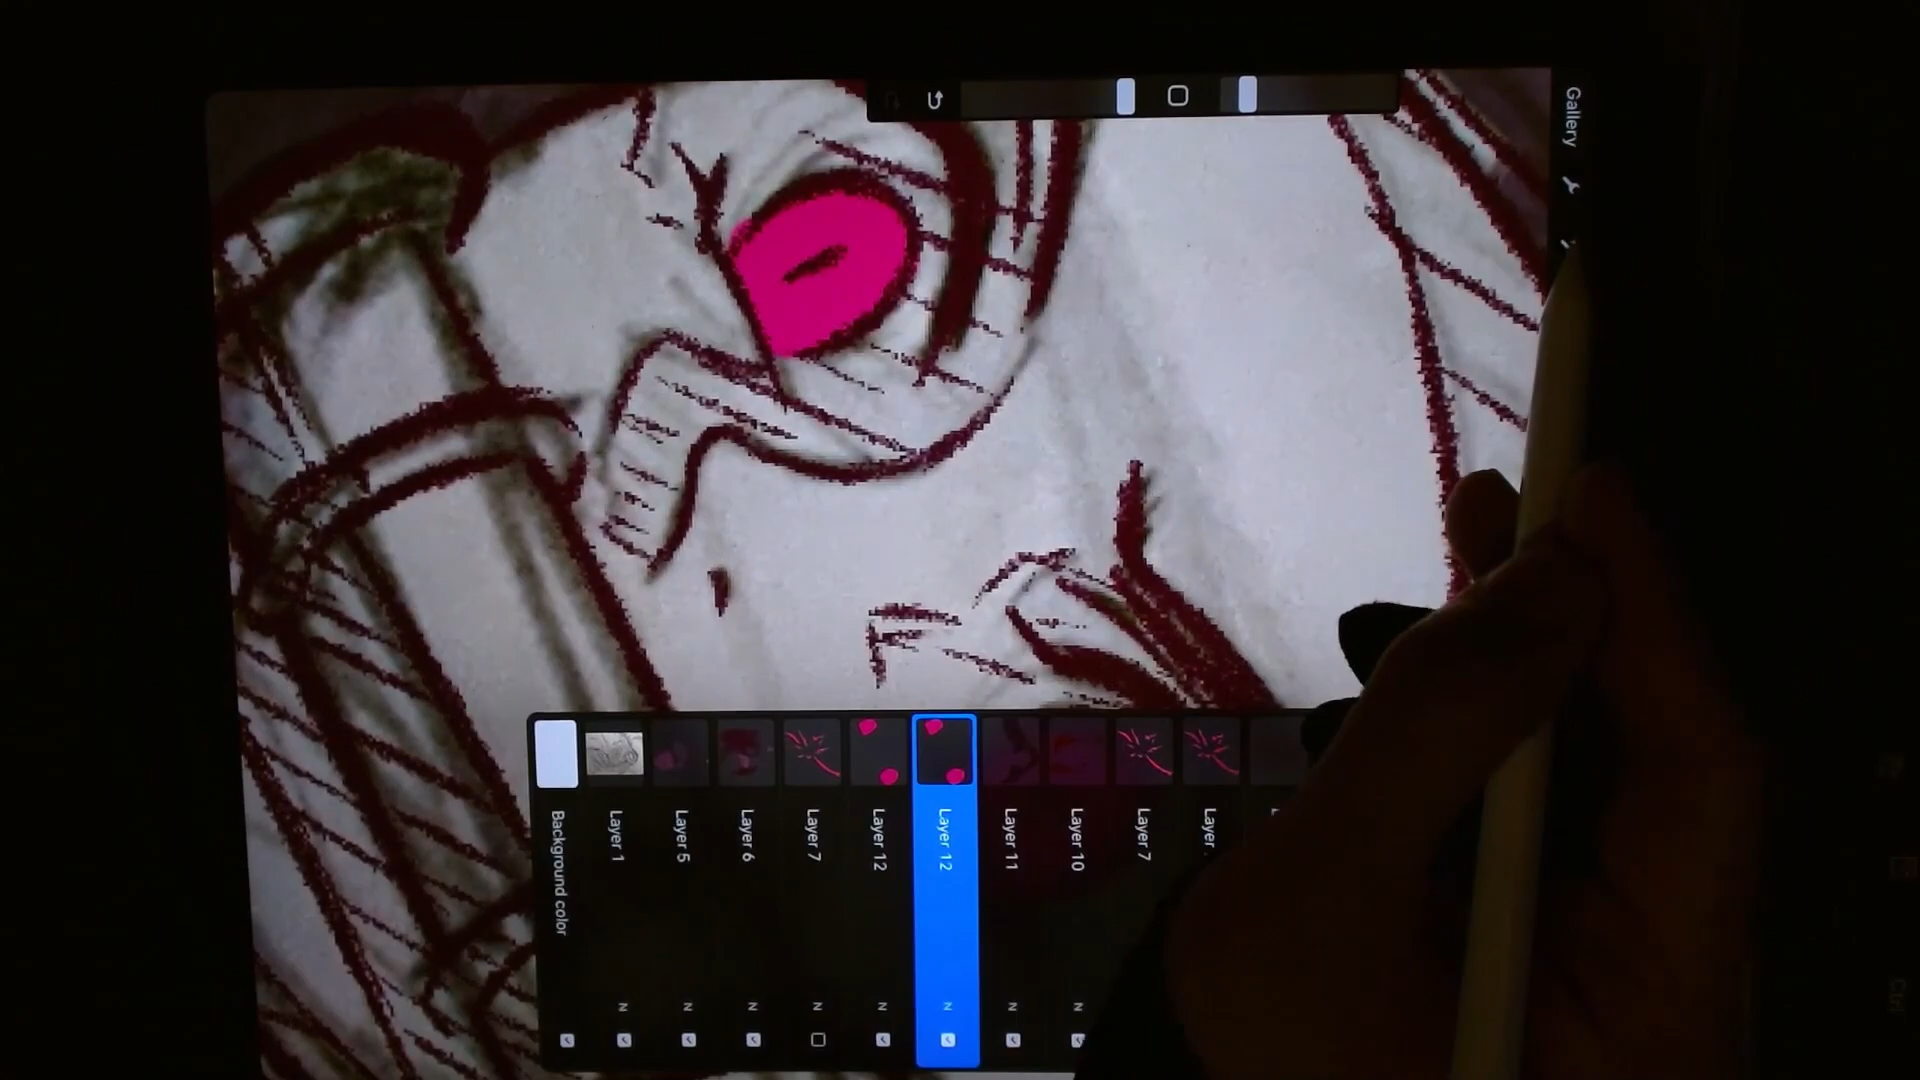 Gallery
Layer 7
Layer 10
Layer 11
Layer 12
Layer 12
Layer 7
Layer 6
Layer 5
Layer 1
Background color
N
N
N
N
N
N
N
N
Ctrl